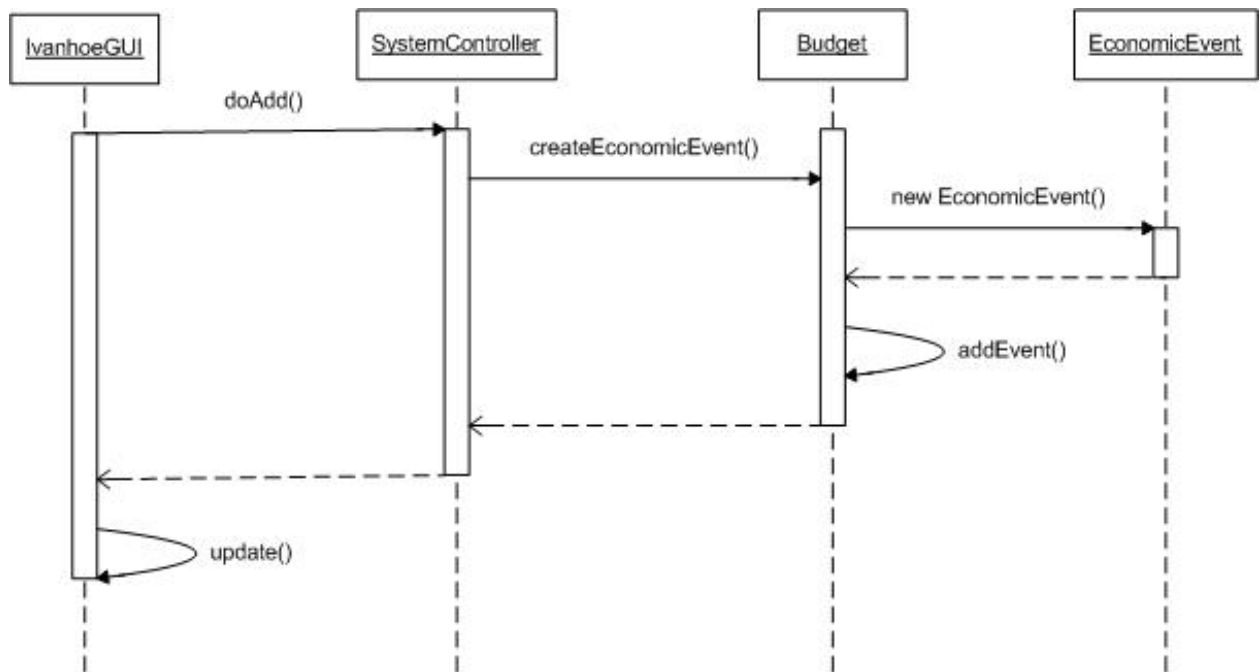 IvanhoeGUI
SystemController
Budget
EconomicEvent
doAdd()
createEconomicEvent()
new EconomicEvent()
addEvent()
update()